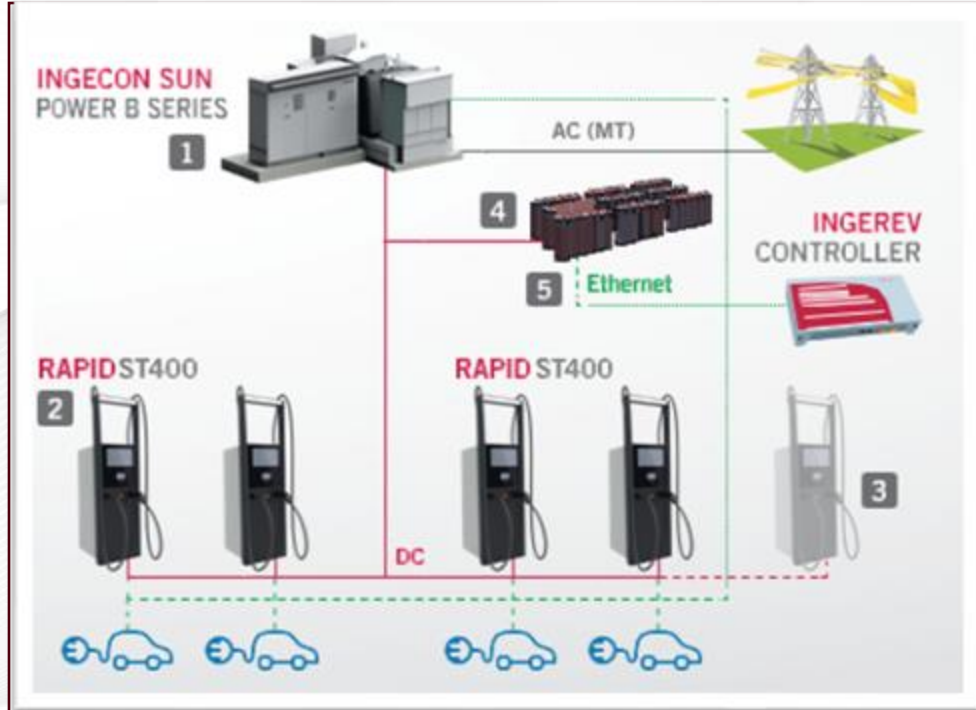 INGECON SUN
POWER B SERIES
1
AC (MT)
4
INGEREV
CONTROLLER
5
Ethernet
RAPID ST400
2
RAPID ST400
3
DC